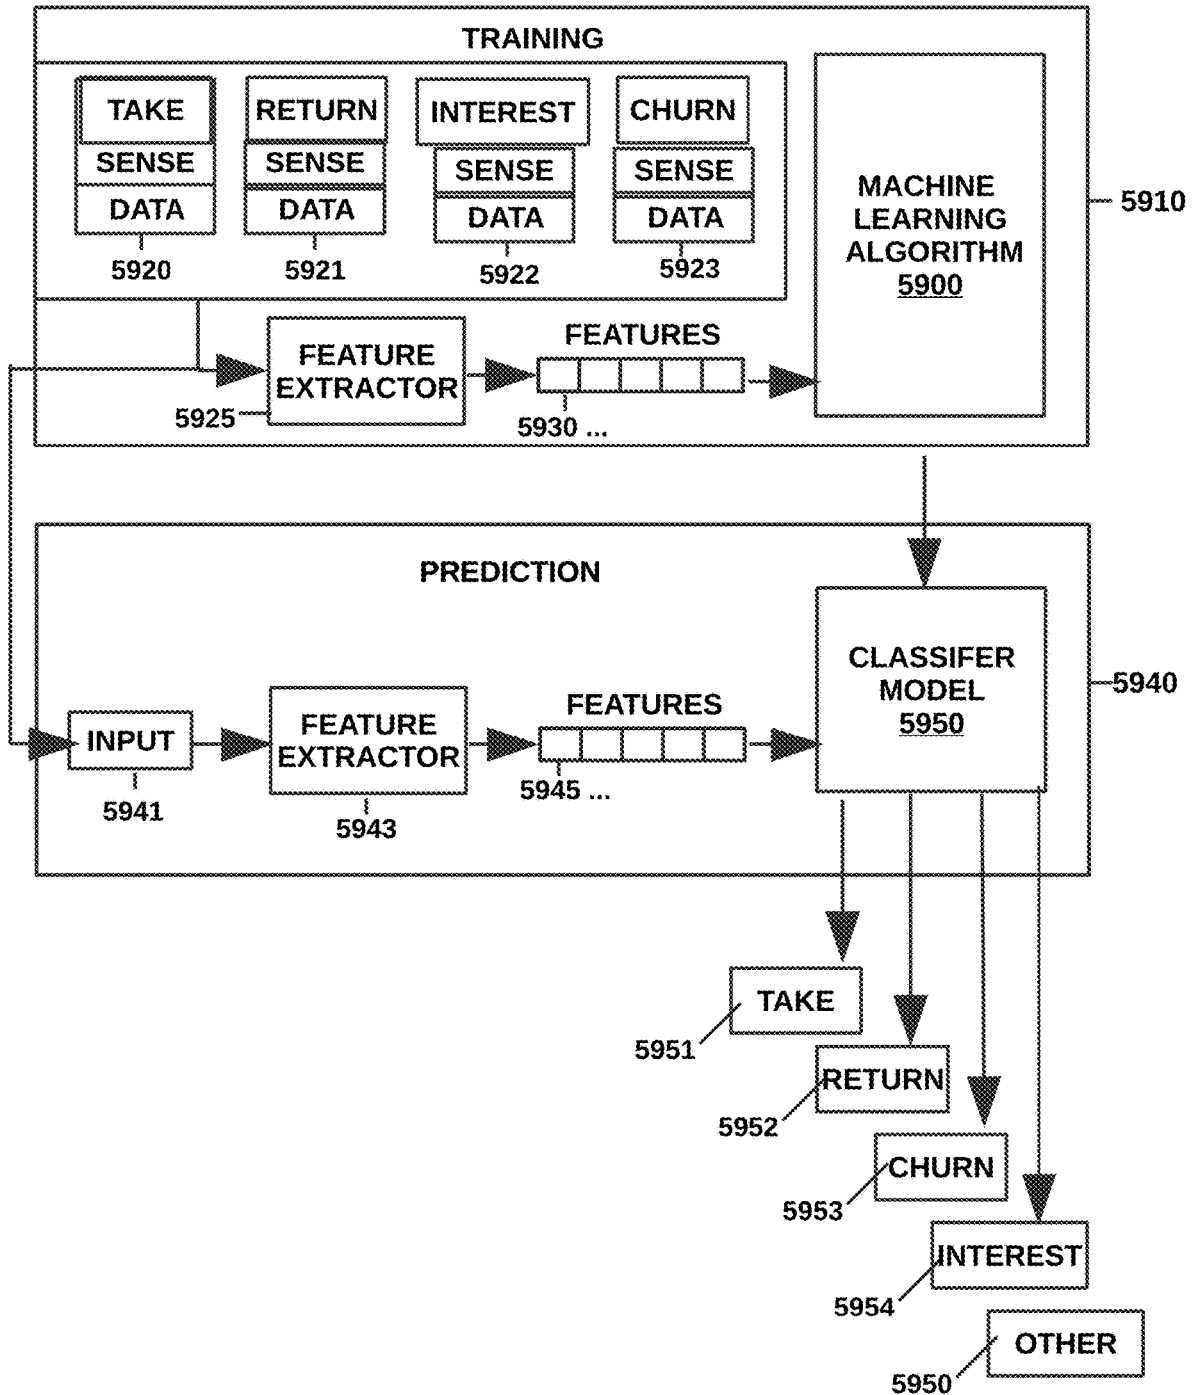 TRAINING
TAKE
SENSE
DATA
5920
RETURN
SENSE
DATA
5921
INTEREST
SENSE
DATA
5922
CHURN
SENSE
DATA
5923
MACHINE
LEARNING
ALGORITHM
5900
5910
FEATURE
EXTRACTOR
5925
FEATURES
5930 ...
PREDICTION
INPUT
5941
FEATURE
EXTRACTOR
5943
FEATURES
5945 ...
CLASSIFER
MODEL
5950
5940
TAKE
5951
RETURN
5952
CHURN
5953
INTEREST
5954
OTHER
5950